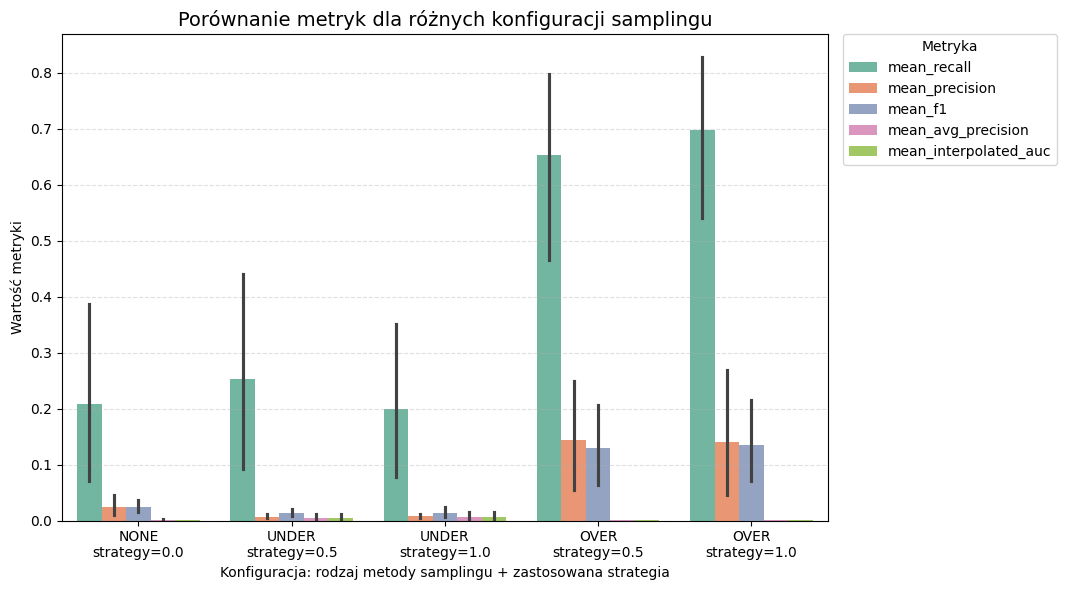 Porównanie metryk dla różnych konfiguracji samplingu
Metryka
mean_recall
mean_precision
mean_f1
mean_avg_precision
mean_interpolated_auc
Wartość metryki
0.8
0.7
0.6
0.5
0.4
0.3
0.2
0.1
0.0
NONE
strategy=0.0
UNDER
strategy=0.5
UNDER
strategy=1.0
OVER
strategy=0.5
OVER
strategy=1.0
Konfiguracja: rodzaj metody samplingu + zastosowana strategia